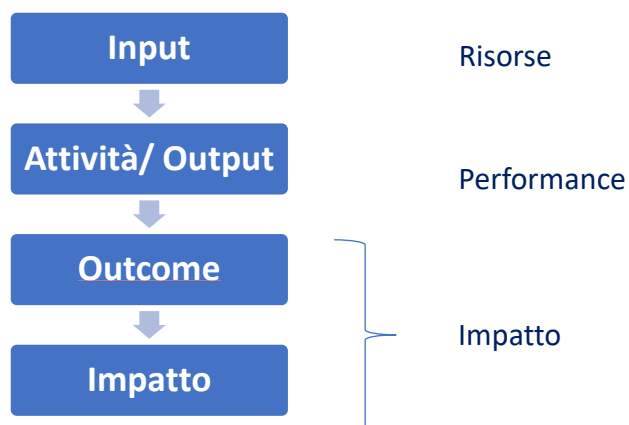 Input
Risorse
Attività/ Output
Performance
Outcome
Impatto
Impatto